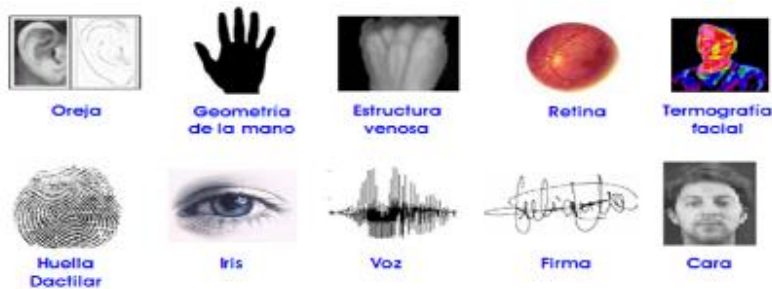 Oreja
Geometría
de la mano
Estructura
venosa
Retina
Termografía
facial
Huella
Dactilar
Iris
Voz
Firma
Cara